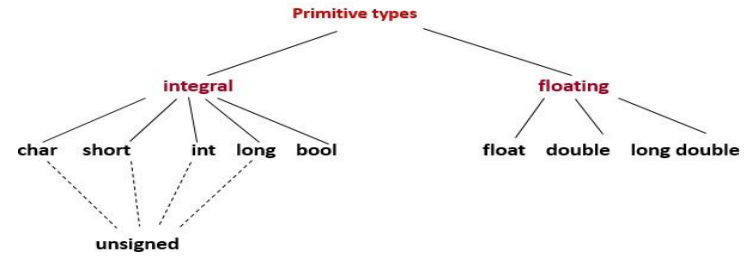 Primitive types
integral floating
char short int long bool float double long double
unsigned